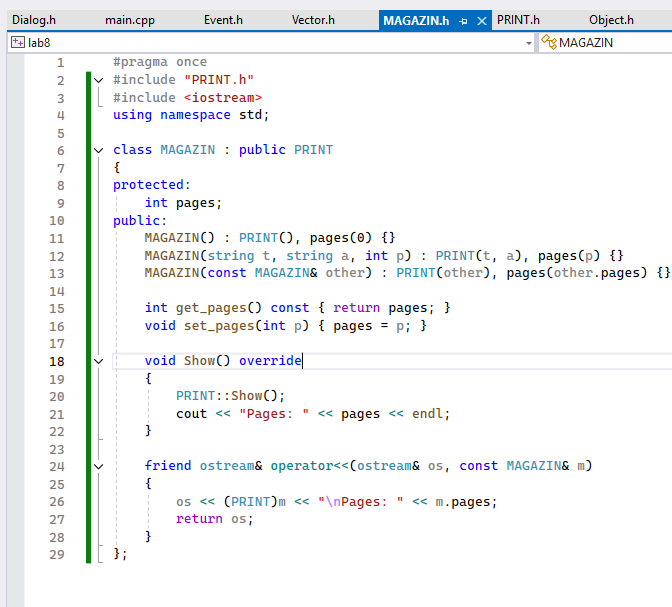 Dialog.h main.cpp Event.h Vector.h MAGAZIN.h PRINT.h Object.h
lab8 MAGAZIN
1 #pragma once
2 #include "PRINT.h"
3 #include <iostream>
4 using namespace std;
5
6 class MAGAZIN : public PRINT
7 {
8 protected:
9     int pages;
10 public:
11     MAGAZIN() : PRINT(), pages(0) {}
12     MAGAZIN(string t, string a, int p) : PRINT(t, a), pages(p) {}
13     MAGAZIN(const MAGAZIN& other) : PRINT(other), pages(other.pages) {}
14
15     int get_pages() const { return pages; }
16     void set_pages(int p) { pages = p; }
17
18     void Show() override
19     {
20         PRINT::Show();
21         cout << "Pages: " << pages << endl;
22     }
23
24     friend ostream& operator<<(ostream& os, const MAGAZIN& m)
25     {
26         os << (PRINT)m << "\nPages: " << m.pages;
27         return os;
28     }
29 };